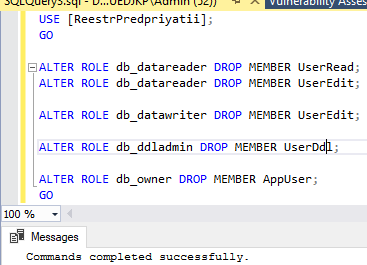 SQLQuery5.sql - D...UEDJKP\Admin (52))*
Vulnerability Asses
USE [ReestrPredpriyatii];
GO
ALTER ROLE db_datareader DROP MEMBER UserRead;
ALTER ROLE db_datareader DROP MEMBER UserEdit;
ALTER ROLE db_datawriter DROP MEMBER UserEdit;
ALTER ROLE db_ddladmin DROP MEMBER UserDdl;
ALTER ROLE db_owner DROP MEMBER AppUser;
GO
100 %
Messages
Commands completed successfully.